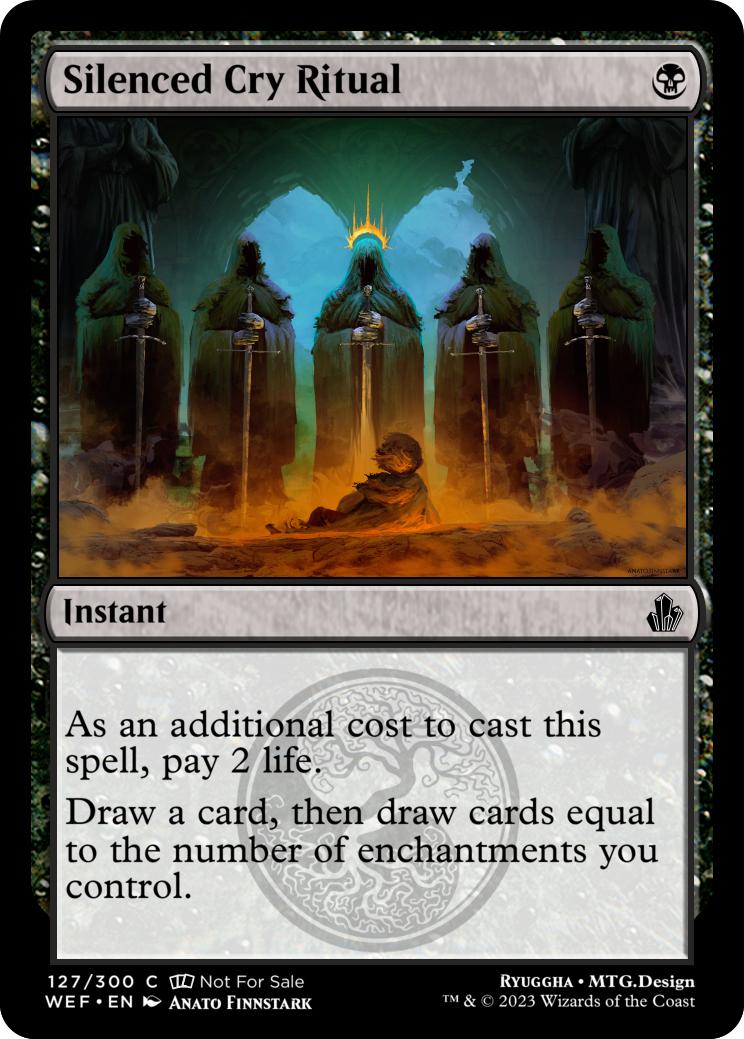 Silenced Cry Ritual
ANATO FINNSTARK
Instant
As an additional cost to cast this
spell, pay 2 life.
Draw a card, then draw cards equal
to the number of enchantments you
control.
127/300 C Not For Sale
WEF • EN Anato Finnstark
Ryuggha • MTG.Design
™ & © 2023 Wizards of the Coast